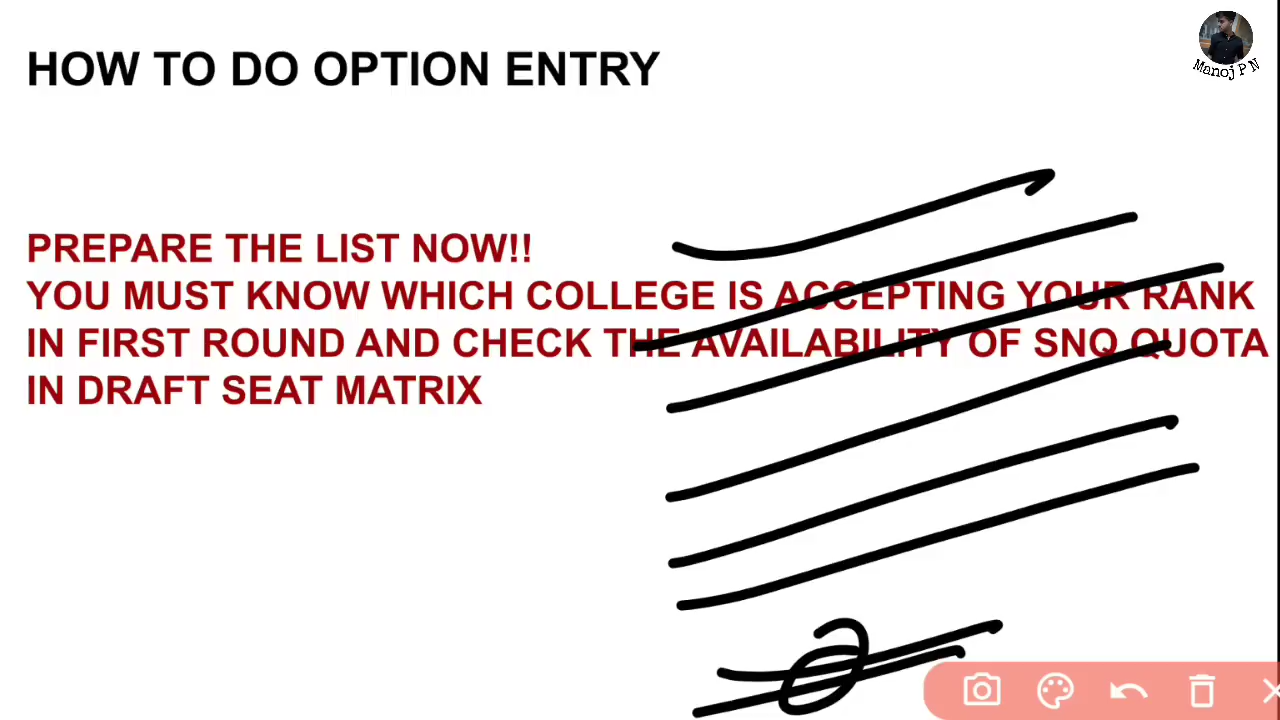 HOW TO DO OPTION ENTRY
Manoj P N
PREPARE THE LIST NOW!!
YOU MUST KNOW WHICH COLLEGE IS ACCEPTING YOUR RANK
IN FIRST ROUND AND CHECK THE AVAILABILITY OF SNQ QUOTA
IN DRAFT SEAT MATRIX